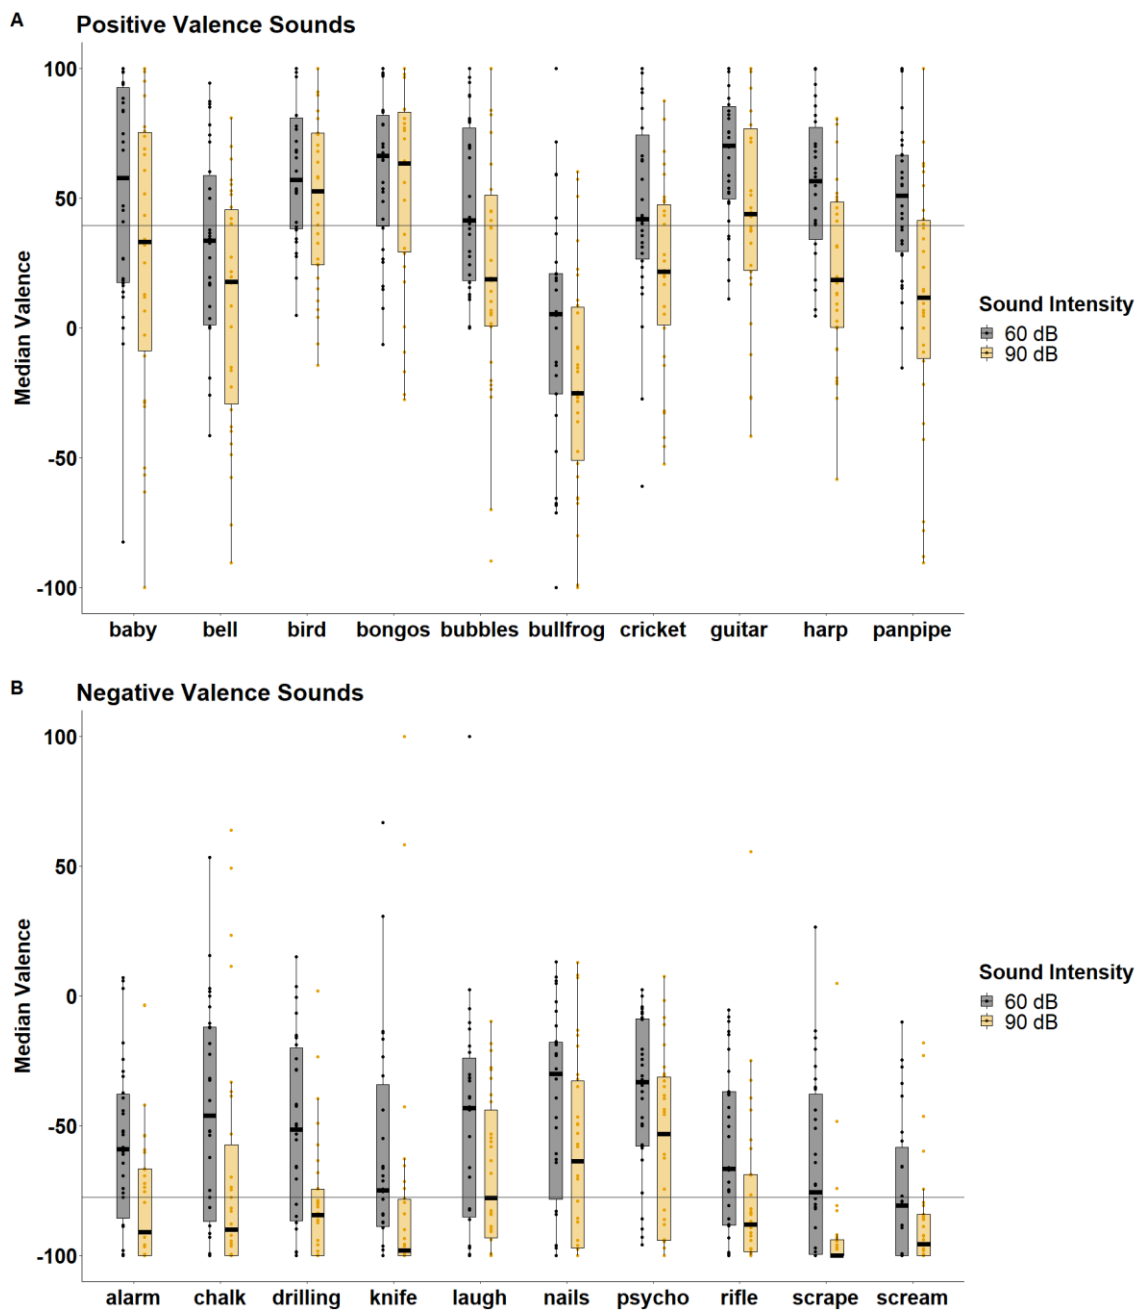 A
Positive Valence Sounds
100
50
0
-50
-100
Median Valence
baby bell bird bongos bubbles bullfrog cricket guitar harp panpipe
Sound Intensity
60 dB
90 dB
B
Negative Valence Sounds
100
50
0
-50
-100
Median Valence
alarm chalk drilling knife laugh nails psycho rifle scrape scream
Sound Intensity
60 dB
90 dB